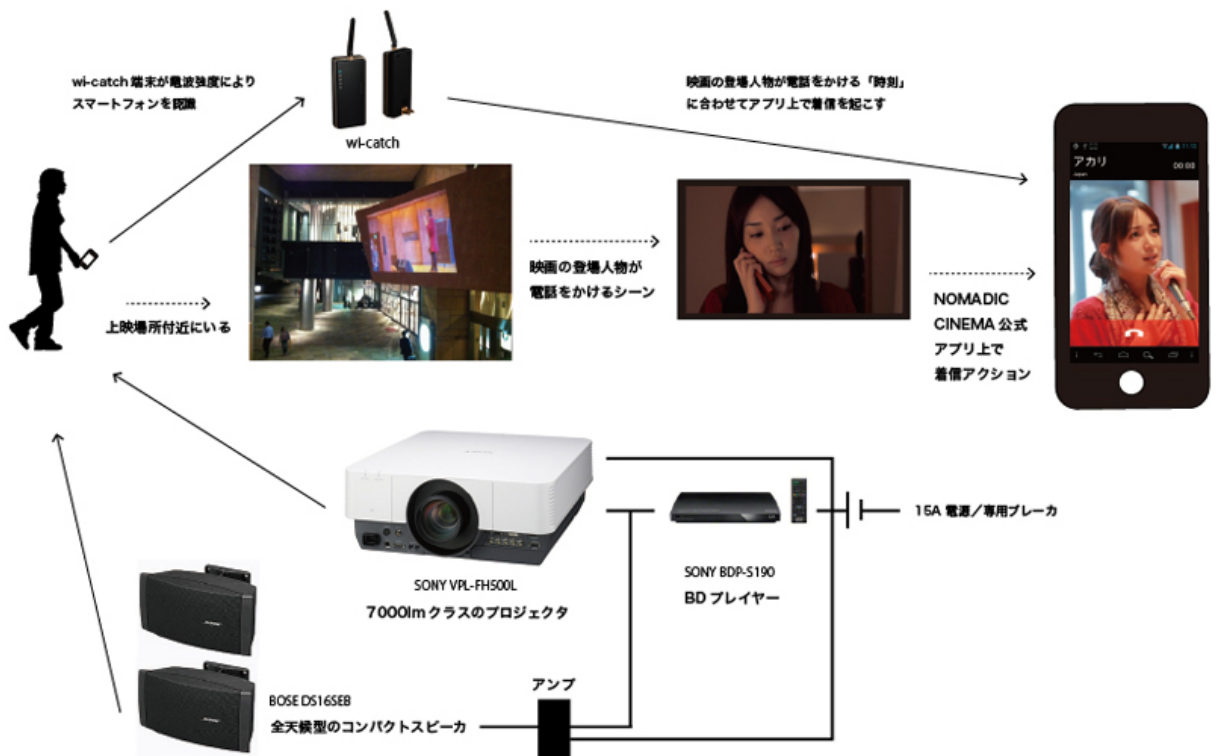 wi-catch 端末が電波強度により
スマートフォンを認識
wi-catch
映画の登場人物が電話をかける「時刻」
に合わせてアプリ上で着信を起こす
アカリ
Japan
00:00
上映場所付近にいる
映画の登場人物が
電話をかけるシーン
NOMADIC
CINEMA 公式
アプリ上で
着信アクション
SONY VPL-FH500L
7000lm クラスのプロジェクタ
SONY BDP-S190
BD プレイヤー
15A 電源／専用ブレーカ
BOSE DS16SEB
全天候型のコンパクトスピーカ
アンプ